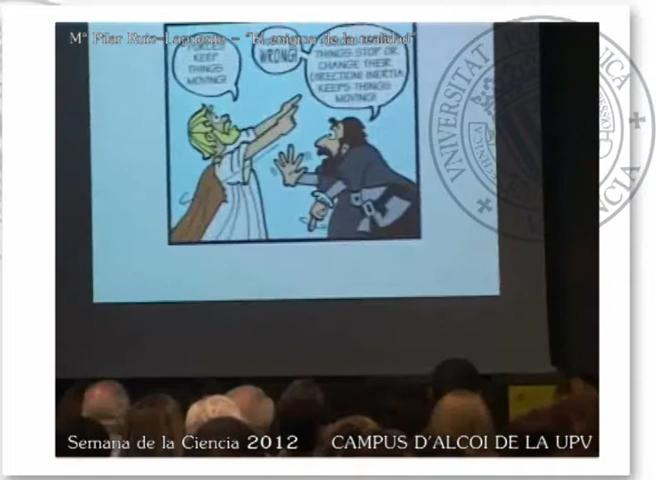 Mª Pilar Ruiz-Lapuente - "El enigma de la realidad"
FORCES
KEEP
THINGS
MOVING!
WRONG!
THINGS STOP OR
CHANGE THEIR
DIRECTION! INERTIA
KEEPS THINGS
MOVING!
VNIVERSITAT
Semana de la Ciencia 2012
CAMPUS D'ALCOI DE LA UPV